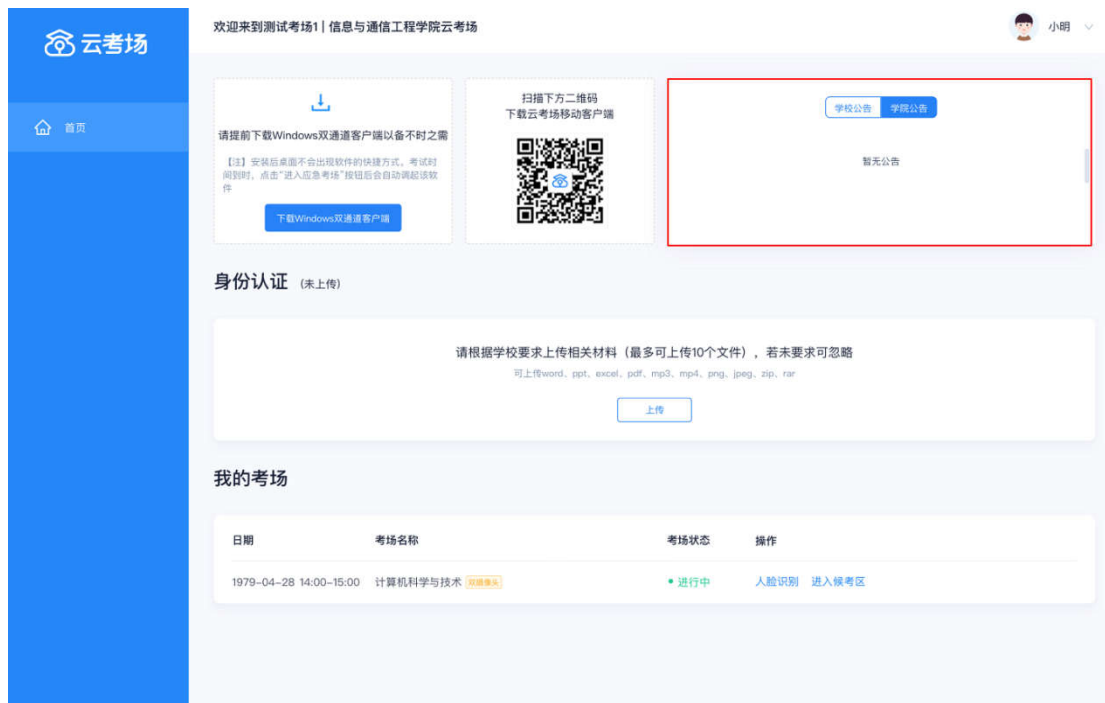 云考场
首页
欢迎来到测试考场1 | 信息与通信工程学院云考场
小明
请提前下载Windows双通道客户端以备不时之需
【注】安装后桌面不会出现软件的快捷方式，考试时
间到时，点击“进入应急考场”按钮后会自动调起该软
件
下载Windows双通道客户端
扫描下方二维码
下载云考场移动客户端
学校公告 学院公告
暂无公告
身份认证 (未上传)
请根据学校要求上传相关材料（最多可上传10个文件），若未要求可忽略
可上传word、ppt、excel、pdf、mp3、mp4、png、jpeg、zip、rar
上传
我的考场
日期 考场名称 考场状态 操作
1979-04-28 14:00-15:00 计算机科学与技术 双摄像头 进行中 人脸识别 进入候考区